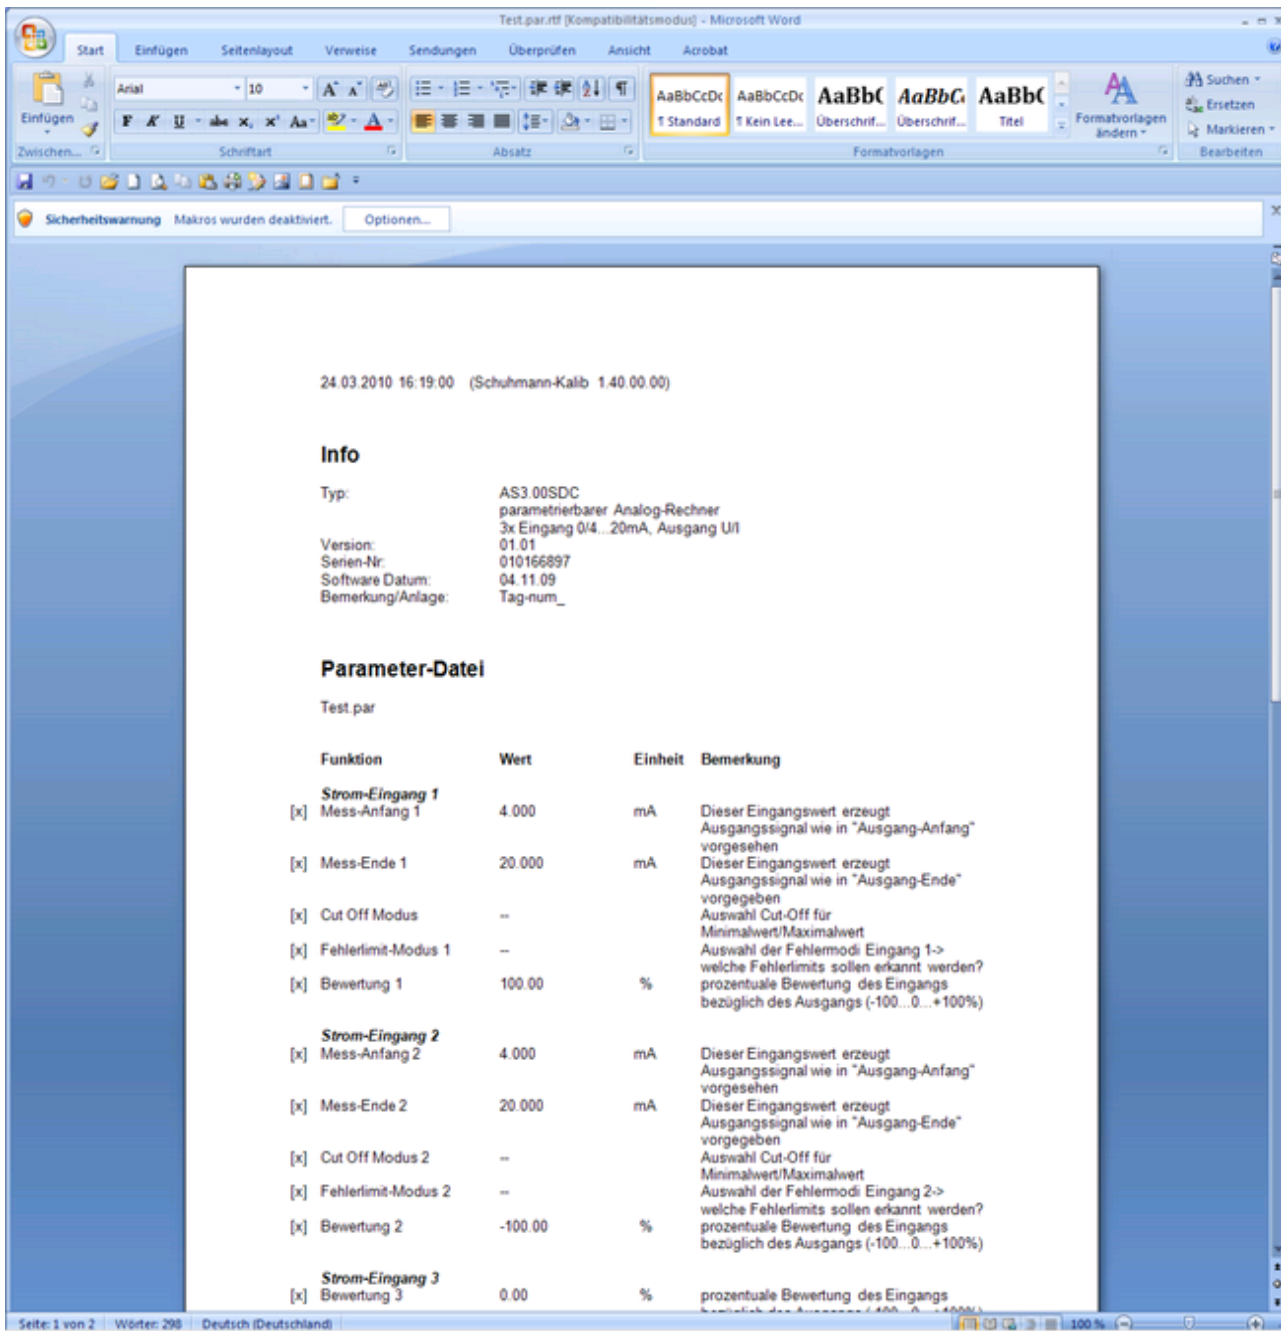 Test.par.rtf [Kompatibilitätsmodus] - Microsoft Word
Start Einfügen Seitenlayout Verweise Sendungen Überprüfen Ansicht Acrobat
Arial 10
AaBbCcDc AaBbCcDc AaBb( AaBbC AaBb(
Einfügen
¶ Standard ¶ Kein Lee... Überschrif... Überschrif... Titel
Formatvorlagen ändern
Suchen
Ersetzen
Markieren
Zwischen... Schriftart Absatz Formatvorlagen Bearbeiten
Sicherheitswarnung Makros wurden deaktiviert. Optionen...
24.03.2010 16:19:00 (Schuhmann-Kalib 1.40.00.00)
Info
Typ: AS3.00SDC
parametrierbarer Analog-Rechner
3x Eingang 0/4...20mA, Ausgang U/I
Version: 01.01
Serien-Nr: 010166897
Software Datum: 04.11.09
Bemerkung/Anlage: Tag-num_
Parameter-Datei
Test.par
Funktion Wert Einheit Bemerkung
Strom-Eingang 1
[x] Mess-Anfang 1 4.000 mA Dieser Eingangswert erzeugt
Ausgangssignal wie in "Ausgang-Anfang"
vorgesehen
[x] Mess-Ende 1 20.000 mA Dieser Eingangswert erzeugt
Ausgangssignal wie in "Ausgang-Ende"
vorgegeben
[x] Cut Off Modus -- Auswahl Cut-Off für
Minimalwert/Maximalwert
[x] Fehlerlimit-Modus 1 -- Auswahl der Fehlermodi Eingang 1->
welche Fehlerlimits sollen erkannt werden?
[x] Bewertung 1 100.00 % prozentuale Bewertung des Eingangs
bezüglich des Ausgangs (-100...0...+100%)
Strom-Eingang 2
[x] Mess-Anfang 2 4.000 mA Dieser Eingangswert erzeugt
Ausgangssignal wie in "Ausgang-Anfang"
vorgesehen
[x] Mess-Ende 2 20.000 mA Dieser Eingangswert erzeugt
Ausgangssignal wie in "Ausgang-Ende"
vorgegeben
[x] Cut Off Modus 2 -- Auswahl Cut-Off für
Minimalwert/Maximalwert
[x] Fehlerlimit-Modus 2 -- Auswahl der Fehlermodi Eingang 2->
welche Fehlerlimits sollen erkannt werden?
[x] Bewertung 2 -100.00 % prozentuale Bewertung des Eingangs
bezüglich des Ausgangs (-100...0...+100%)
Strom-Eingang 3
[x] Bewertung 3 0.00 % prozentuale Bewertung des Eingangs
Seite: 1 von 2 Wörter: 298 Deutsch (Deutschland) 100 %